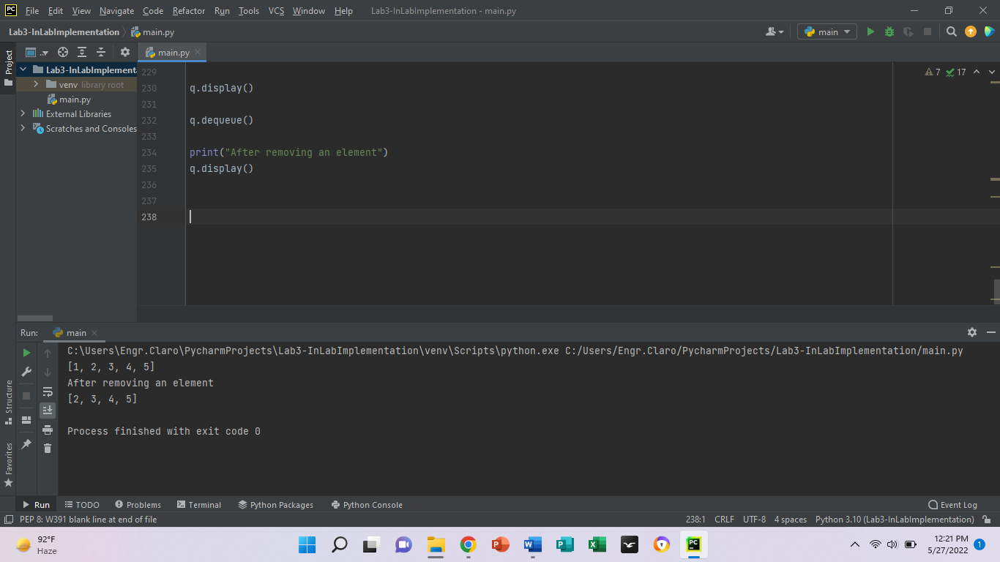 PC File Edit View Navigate Code Refactor Run Tools VCS Window Help Lab3-InLabImplementation - main.py
Lab3-InLabImplementation main.py main
Project
.. main.py
Lab3-InLabImplementa
venv library root
main.py
External Libraries
Scratches and Consoles
229
230 q.display()
231
232 q.dequeue()
233
234 print("After removing an element")
235 q.display()
236
237
238
7 17
Run: main
C:\Users\Engr.Claro\PycharmProjects\Lab3-InLabImplementation\venv\Scripts\python.exe C:/Users/Engr.Claro/PycharmProjects/Lab3-InLabImplementation/main.py
[1, 2, 3, 4, 5]
After removing an element
[2, 3, 4, 5]
Process finished with exit code 0
Structure
Favorites
Run TODO Problems Terminal Python Packages Python Console Event Log
PEP 8: W391 blank line at end of file 238:1 CRLF UTF-8 4 spaces Python 3.10 (Lab3-InLabImplementation)
92°F
Haze
P W P X PC
12:21 PM
5/27/2022 1